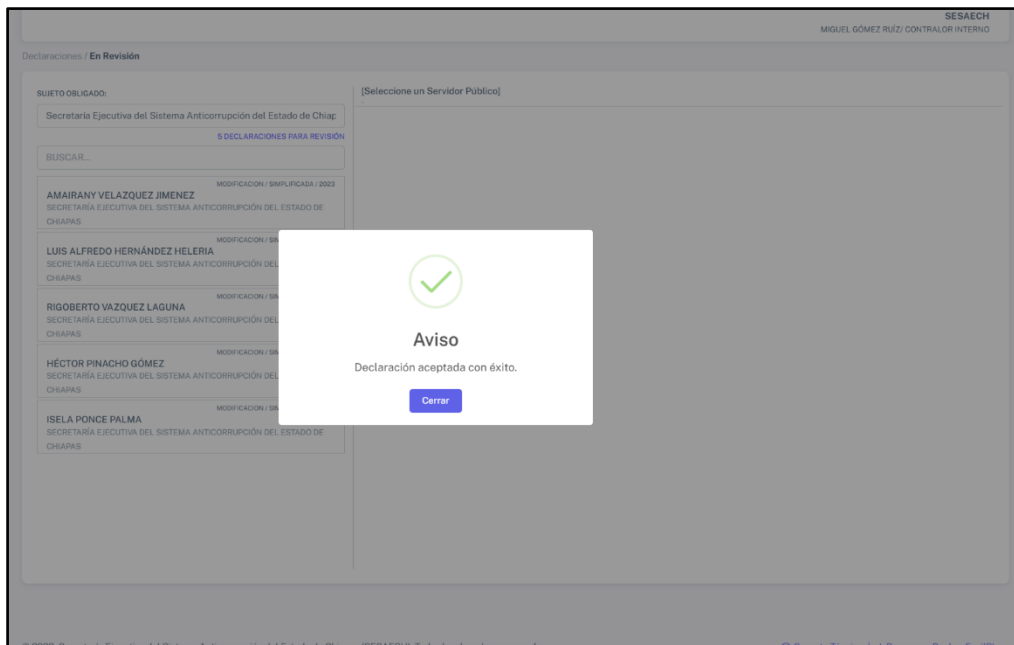 SESAECH
MIGUEL GÓMEZ RUÍZ/ CONTRALOR INTERNO
Declaraciones / En Revisión
SUJETO OBLIGADO:
Secretaría Ejecutiva del Sistema Anticorrupción del Estado de Chiap
5 DECLARACIONES PARA REVISIÓN
BUSCAR...
MODIFICACION / SIMPLIFICADA / 2023
AMAIRANY VELAZQUEZ JIMENEZ
SECRETARÍA EJECUTIVA DEL SISTEMA ANTICORRUPCIÓN DEL ESTADO DE
CHIAPAS
MODIFICACION / SIM
LUIS ALFREDO HERNÁNDEZ HELERIA
SECRETARÍA EJECUTIVA DEL SISTEMA ANTICORRUPCIÓN DEL
CHIAPAS
MODIFICACION / SIM
RIGOBERTO VAZQUEZ LAGUNA
SECRETARÍA EJECUTIVA DEL SISTEMA ANTICORRUPCIÓN DEL
CHIAPAS
MODIFICACION / SIM
HÉCTOR PINACHO GÓMEZ
SECRETARÍA EJECUTIVA DEL SISTEMA ANTICORRUPCIÓN DEL
CHIAPAS
MODIFICACION / SIM
ISELA PONCE PALMA
SECRETARÍA EJECUTIVA DEL SISTEMA ANTICORRUPCIÓN DEL ESTADO DE
CHIAPAS
[Seleccione un Servidor Público]
Aviso
Declaración aceptada con éxito.
Cerrar